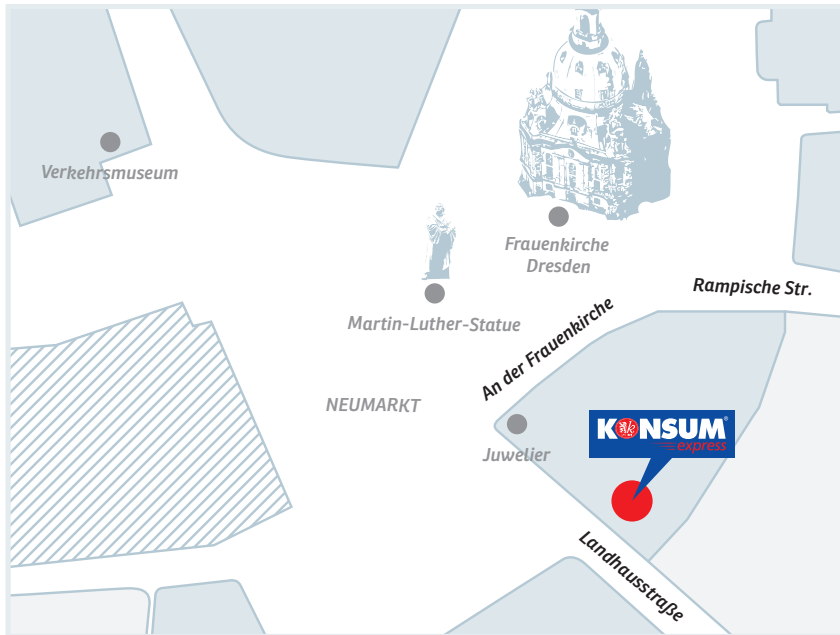 Verkehrsmuseum
Frauenkirche
Dresden
Rampische Str.
Martin-Luther-Statue
An der Frauenkirche
NEUMARKT
KONSUM®
express
Juwelier
Landhausstraße